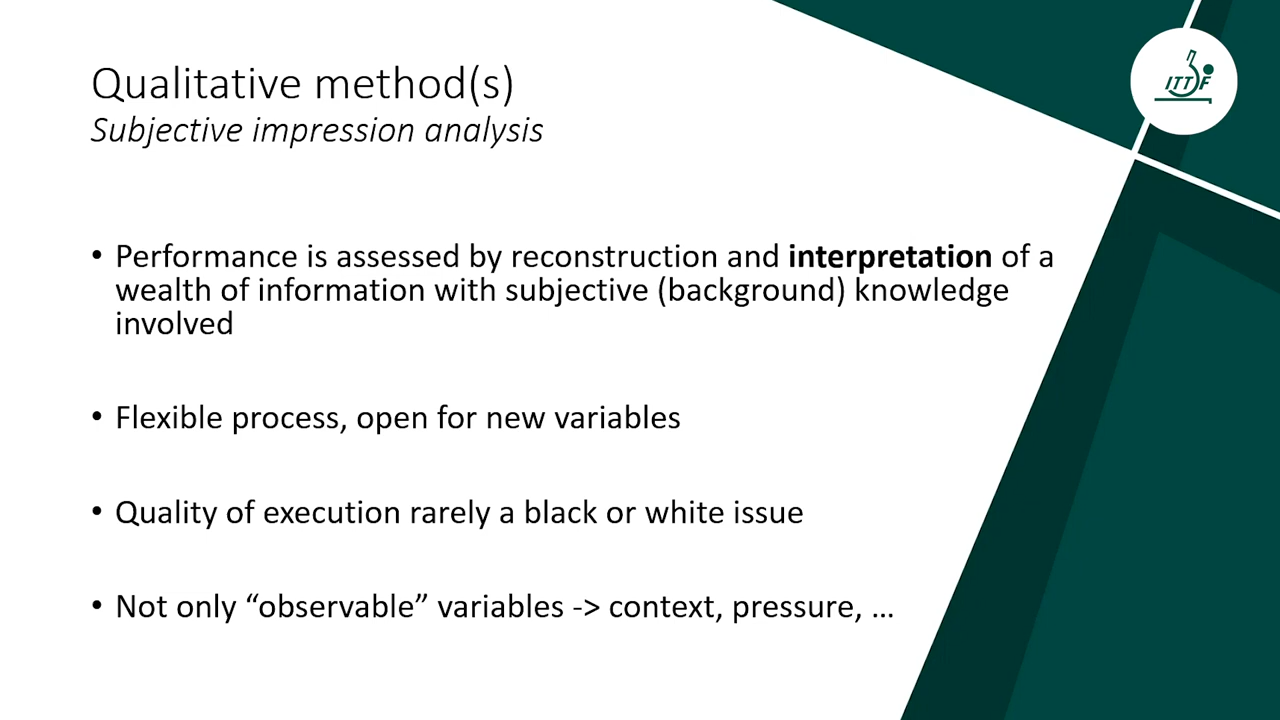 Qualitative method(s)
Subjective impression analysis
ITTF
• Performance is assessed by reconstruction and interpretation of a
wealth of information with subjective (background) knowledge
involved
• Flexible process, open for new variables
• Quality of execution rarely a black or white issue
• Not only “observable” variables -> context, pressure, …